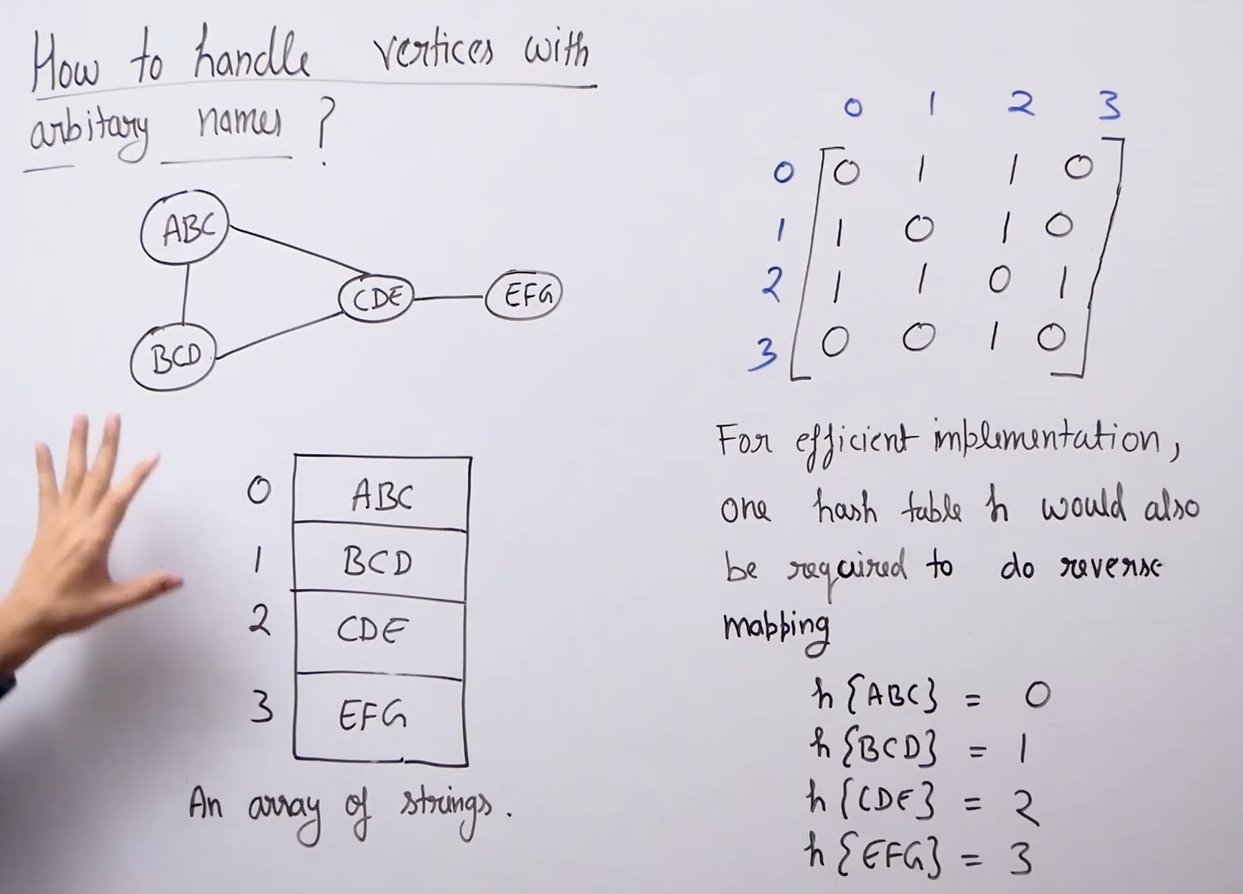 How to handle vertices with
arbitary names ?
ABC
CDE
EFG
BCD
0 ABC
1 BCD
2 CDE
3 EFG
An array of strings.
0 1 2 3
0 0 1 1 0
1 1 0 1 0
2 1 1 0 1
3 0 0 1 0
For efficient implementation,
one hash table h would also
be required to do reverse
mapping
h{ABC} = 0
h{BCD} = 1
h{CDE} = 2
h{EFG} = 3